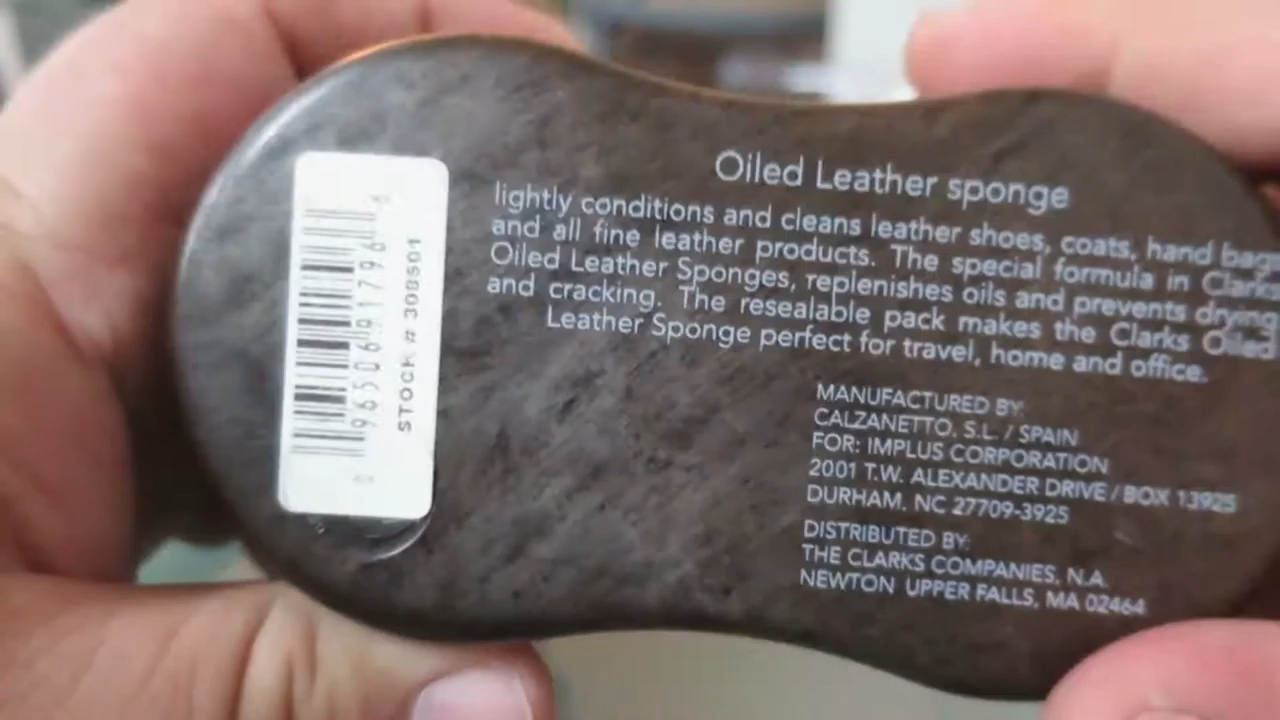 Oiled Leather sponge
lightly conditions and cleans leather shoes, coats, hand bags
and all fine leather products. The special formula in Clarks
Oiled Leather Sponges, replenishes oils and prevents drying
and cracking. The resealable pack makes the Clarks Oiled
Leather Sponge perfect for travel, home and office.
MANUFACTURED BY:
CALZANETTO, S.L. / SPAIN
FOR: IMPLUS CORPORATION
2001 T.W. ALEXANDER DRIVE / BOX 13925
DURHAM, NC 27709-3925
DISTRIBUTED BY:
THE CLARKS COMPANIES, N.A.
NEWTON UPPER FALLS, MA 02464
STOCK # 308501